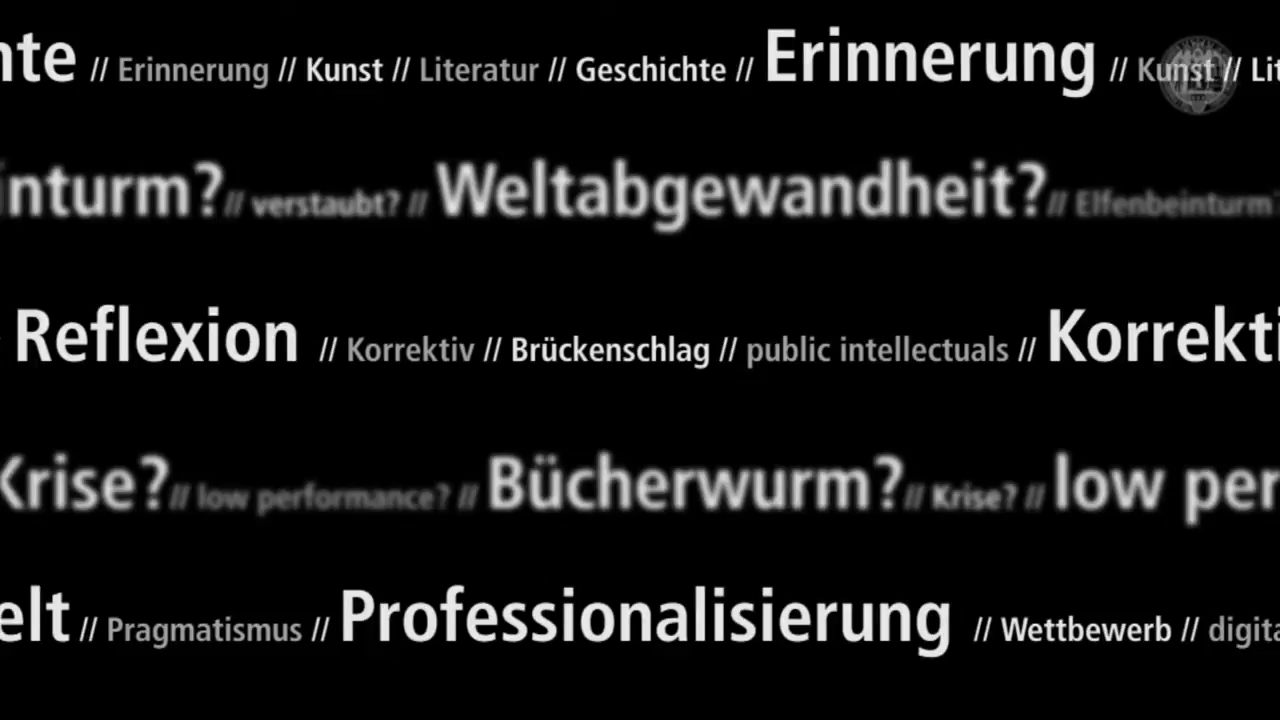 nte // Erinnerung // Kunst // Literatur // Geschichte // Erinnerung // Kunst // Lit
inturm? // verstaubt? // Weltabgewandheit? // Elfenbeinturm?
Reflexion // Korrektiv // Brückenschlag // public intellectuals // Korrekti
Krise? // low performance? // Bücherwurm? // Krise? // low per
elt // Pragmatismus // Professionalisierung // Wettbewerb // digita